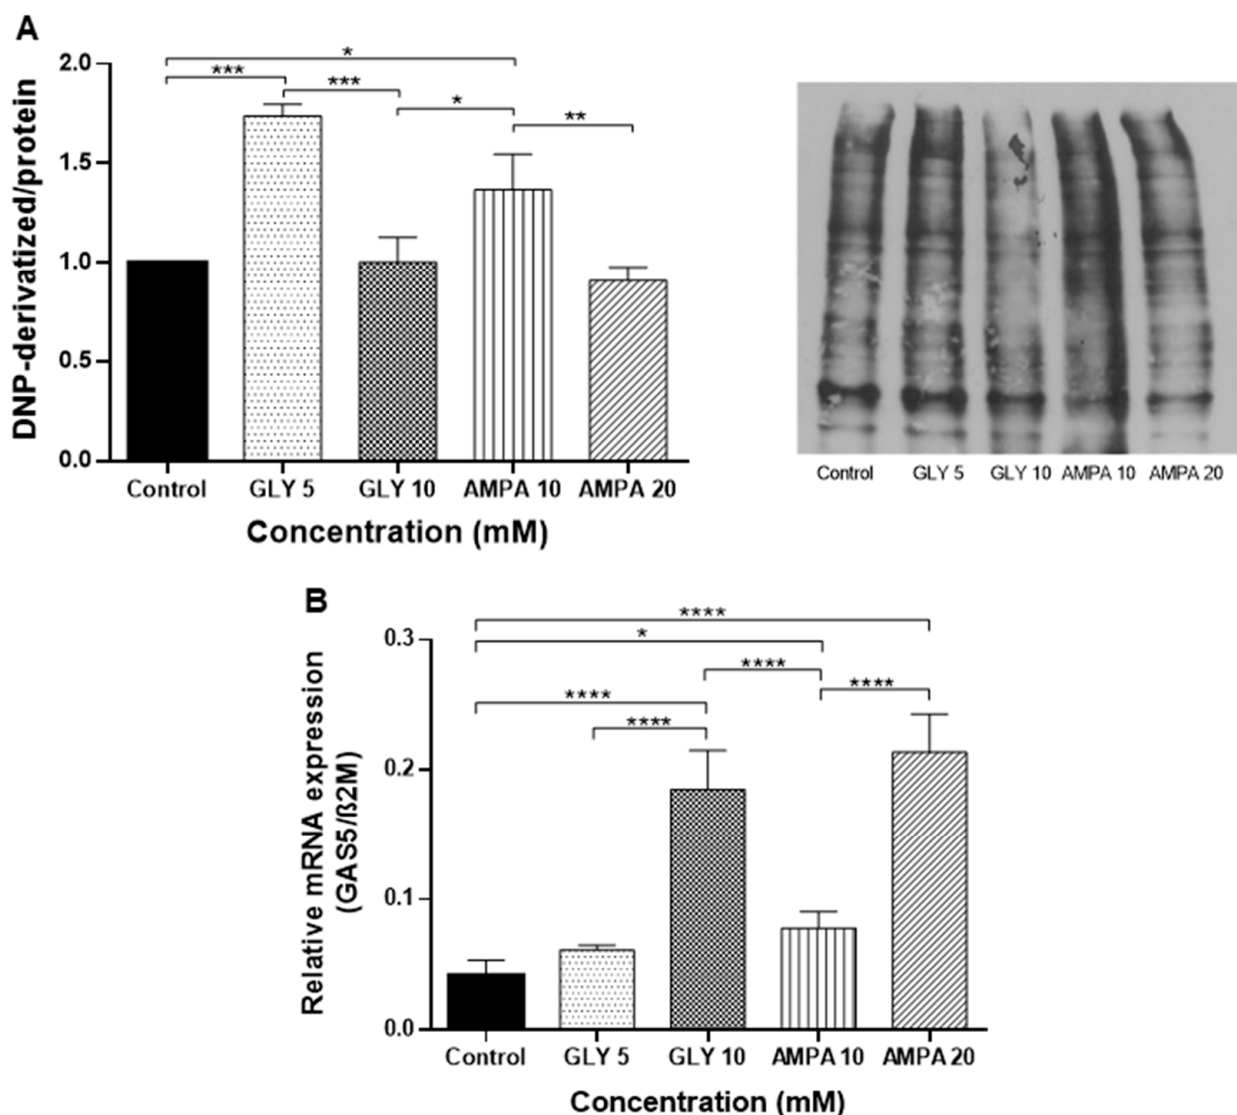 A
*
*** *** * **
2.0
1.5
1.0
0.5
0.0
DNP-derivatized/protein
Control GLY 5 GLY 10 AMPA 10 AMPA 20
Concentration (mM)
Control GLY 5 GLY 10 AMPA 10 AMPA 20
B
****
*
**** ****
****
****
0.3
0.2
0.1
0.0
Relative mRNA expression
(GAS5/ß2M)
Control GLY 5 GLY 10 AMPA 10 AMPA 20
Concentration (mM)